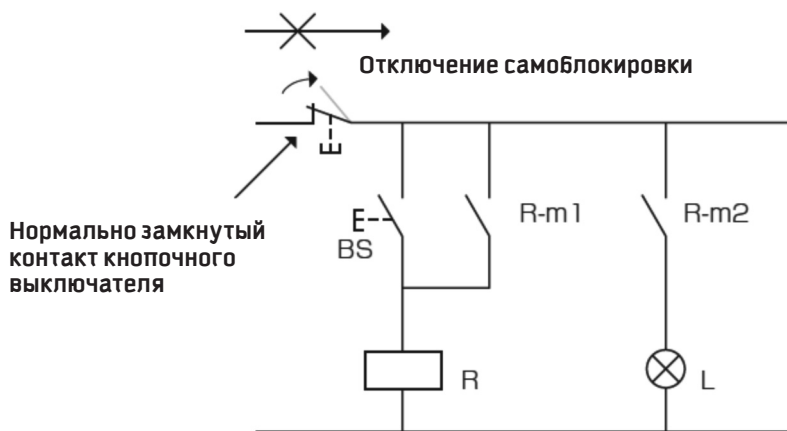 Отключение самоблокировки
Нормально замкнутый
контакт кнопочного
выключателя
BS
R-m1
R-m2
R
L